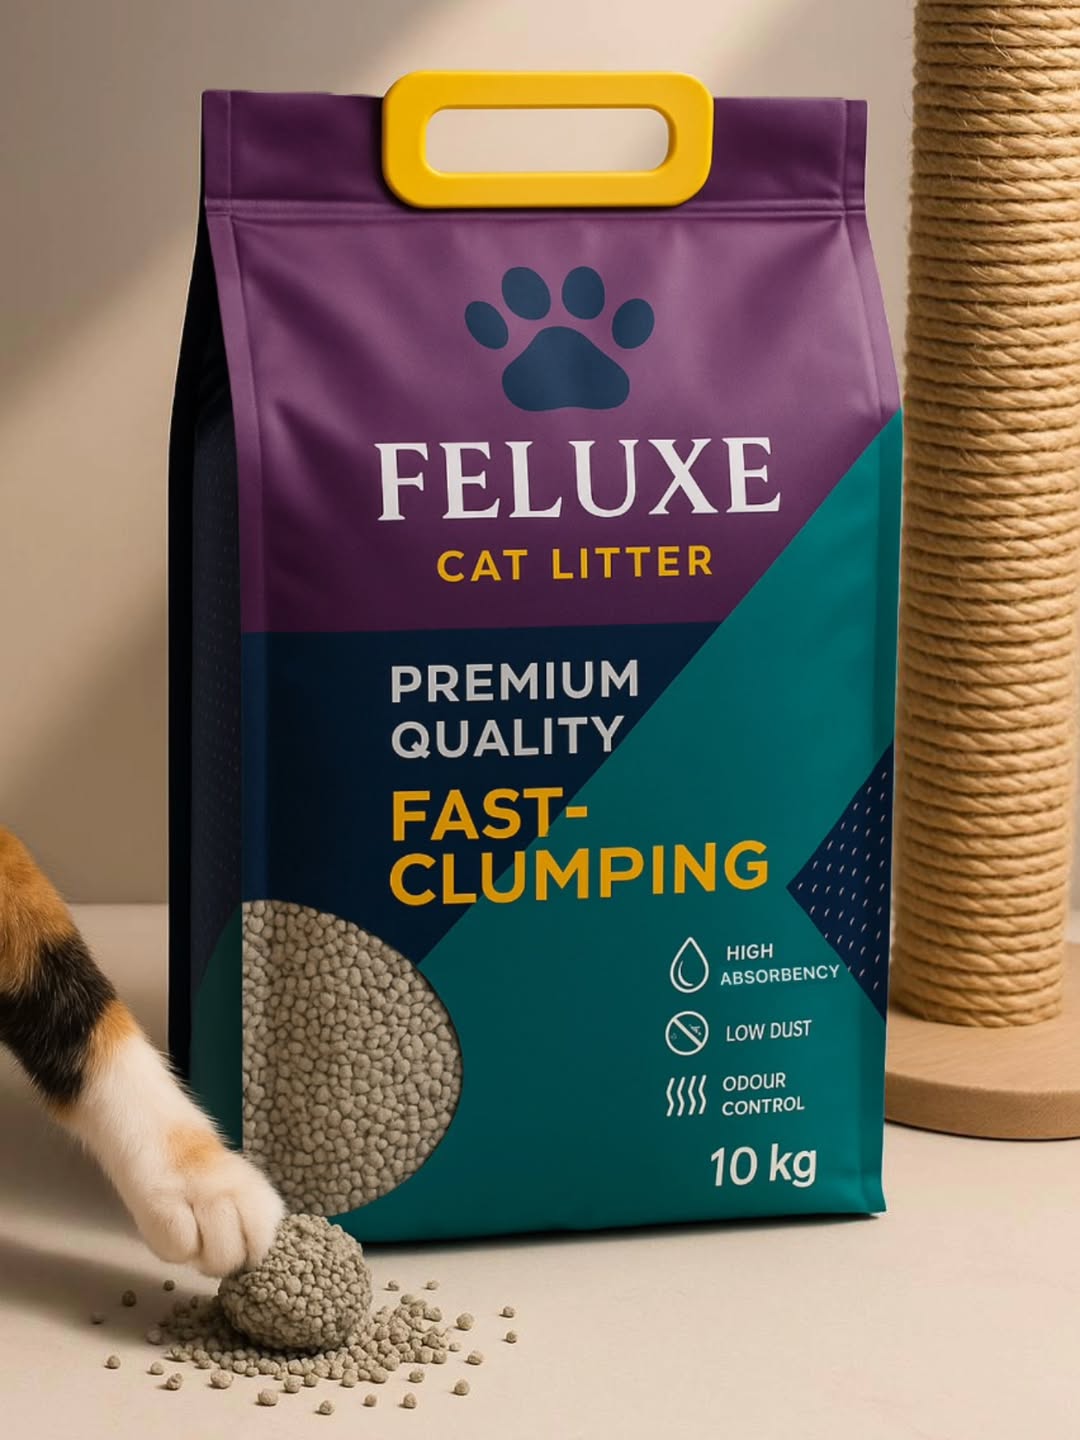 FELUXE
CAT LITTER
PREMIUM
QUALITY
FAST-
CLUMPING
HIGH
ABSORBENCY
LOW DUST
ODOUR
CONTROL
10 kg